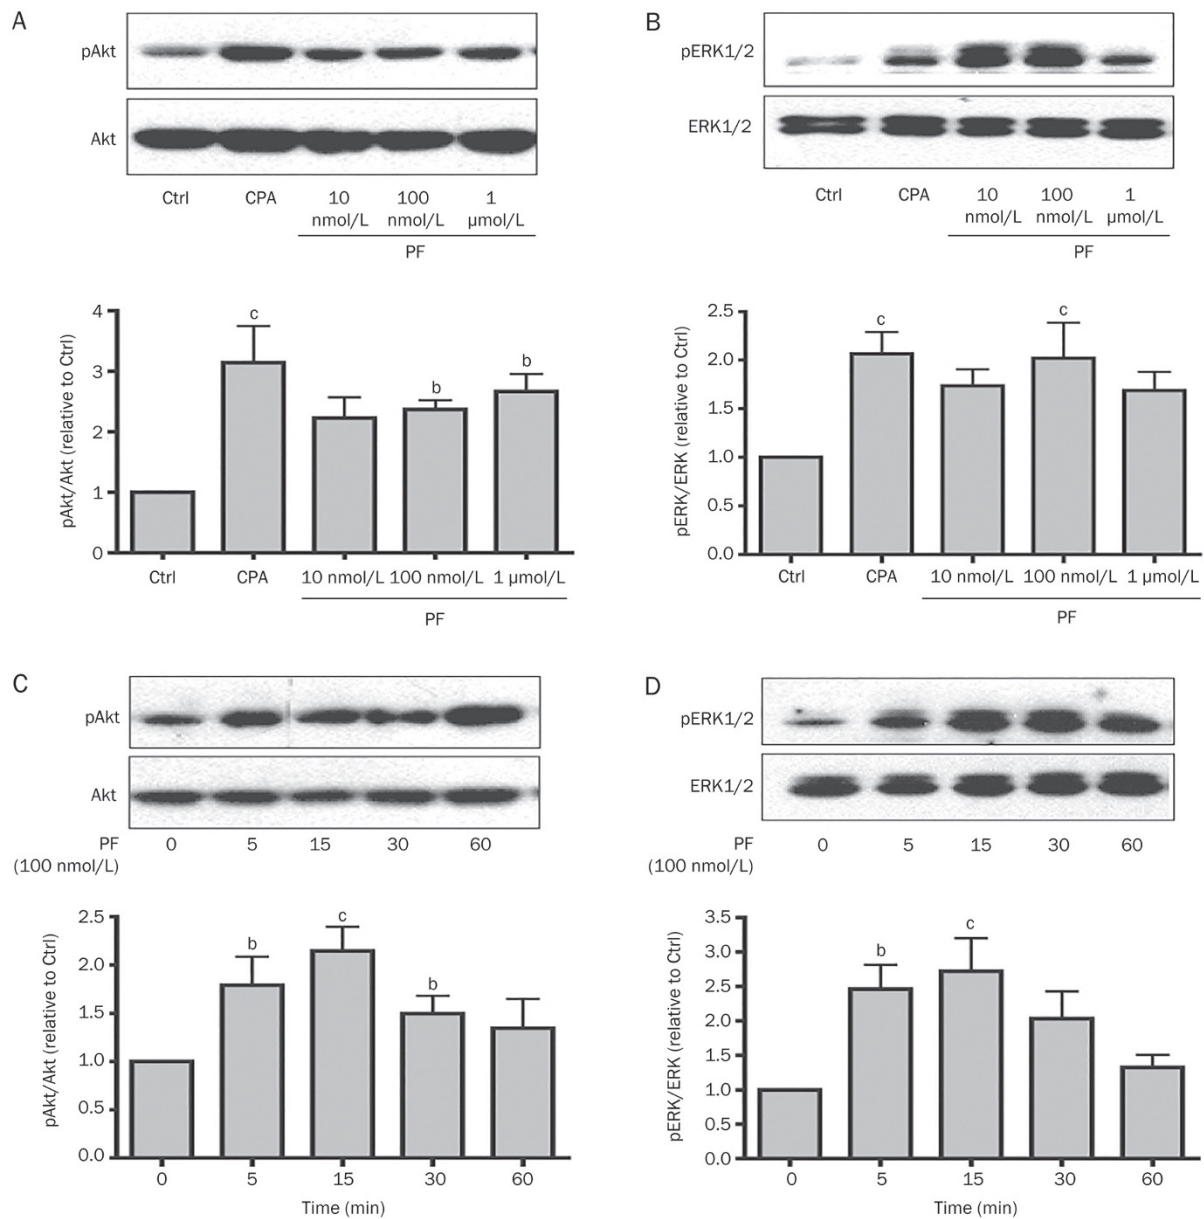 A
pAkt
Akt
Ctrl CPA 10 nmol/L 100 nmol/L 1 µmol/L
PF
4
3
2
1
0
pAkt/Akt (relative to Ctrl)
c
b
b
Ctrl CPA 10 nmol/L 100 nmol/L 1 µmol/L
PF
B
pERK1/2
ERK1/2
Ctrl CPA 10 nmol/L 100 nmol/L 1 µmol/L
PF
2.5
2.0
1.5
1.0
0.5
0.0
pERK/ERK (relative to Ctrl)
c
c
Ctrl CPA 10 nmol/L 100 nmol/L 1 µmol/L
PF
C
pAkt
Akt
PF 0 5 15 30 60
(100 nmol/L)
2.5
2.0
1.5
1.0
0.5
0.0
pAkt/Akt (relative to Ctrl)
b
c
b
0 5 15 30 60
Time (min)
D
pERK1/2
ERK1/2
PF 0 5 15 30 60
(100 nmol/L)
3.5
3.0
2.5
2.0
1.5
1.0
0.5
0.0
pERK/ERK (relative to Ctrl)
b
c
0 5 15 30 60
Time (min)